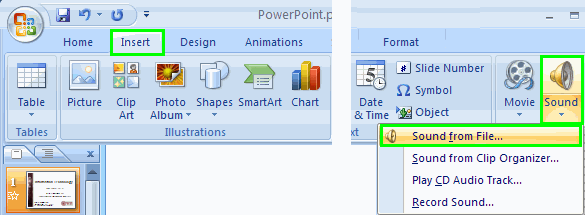 PowerPoint.p
Home Insert Design Animations Format
Table Picture Clip Art Photo Album Shapes SmartArt Chart
Date & Time Slide Number Symbol Object Movie Sound
Tables Illustrations xt
Sound from File...
Sound from Clip Organizer...
Play CD Audio Track...
Record Sound...
1